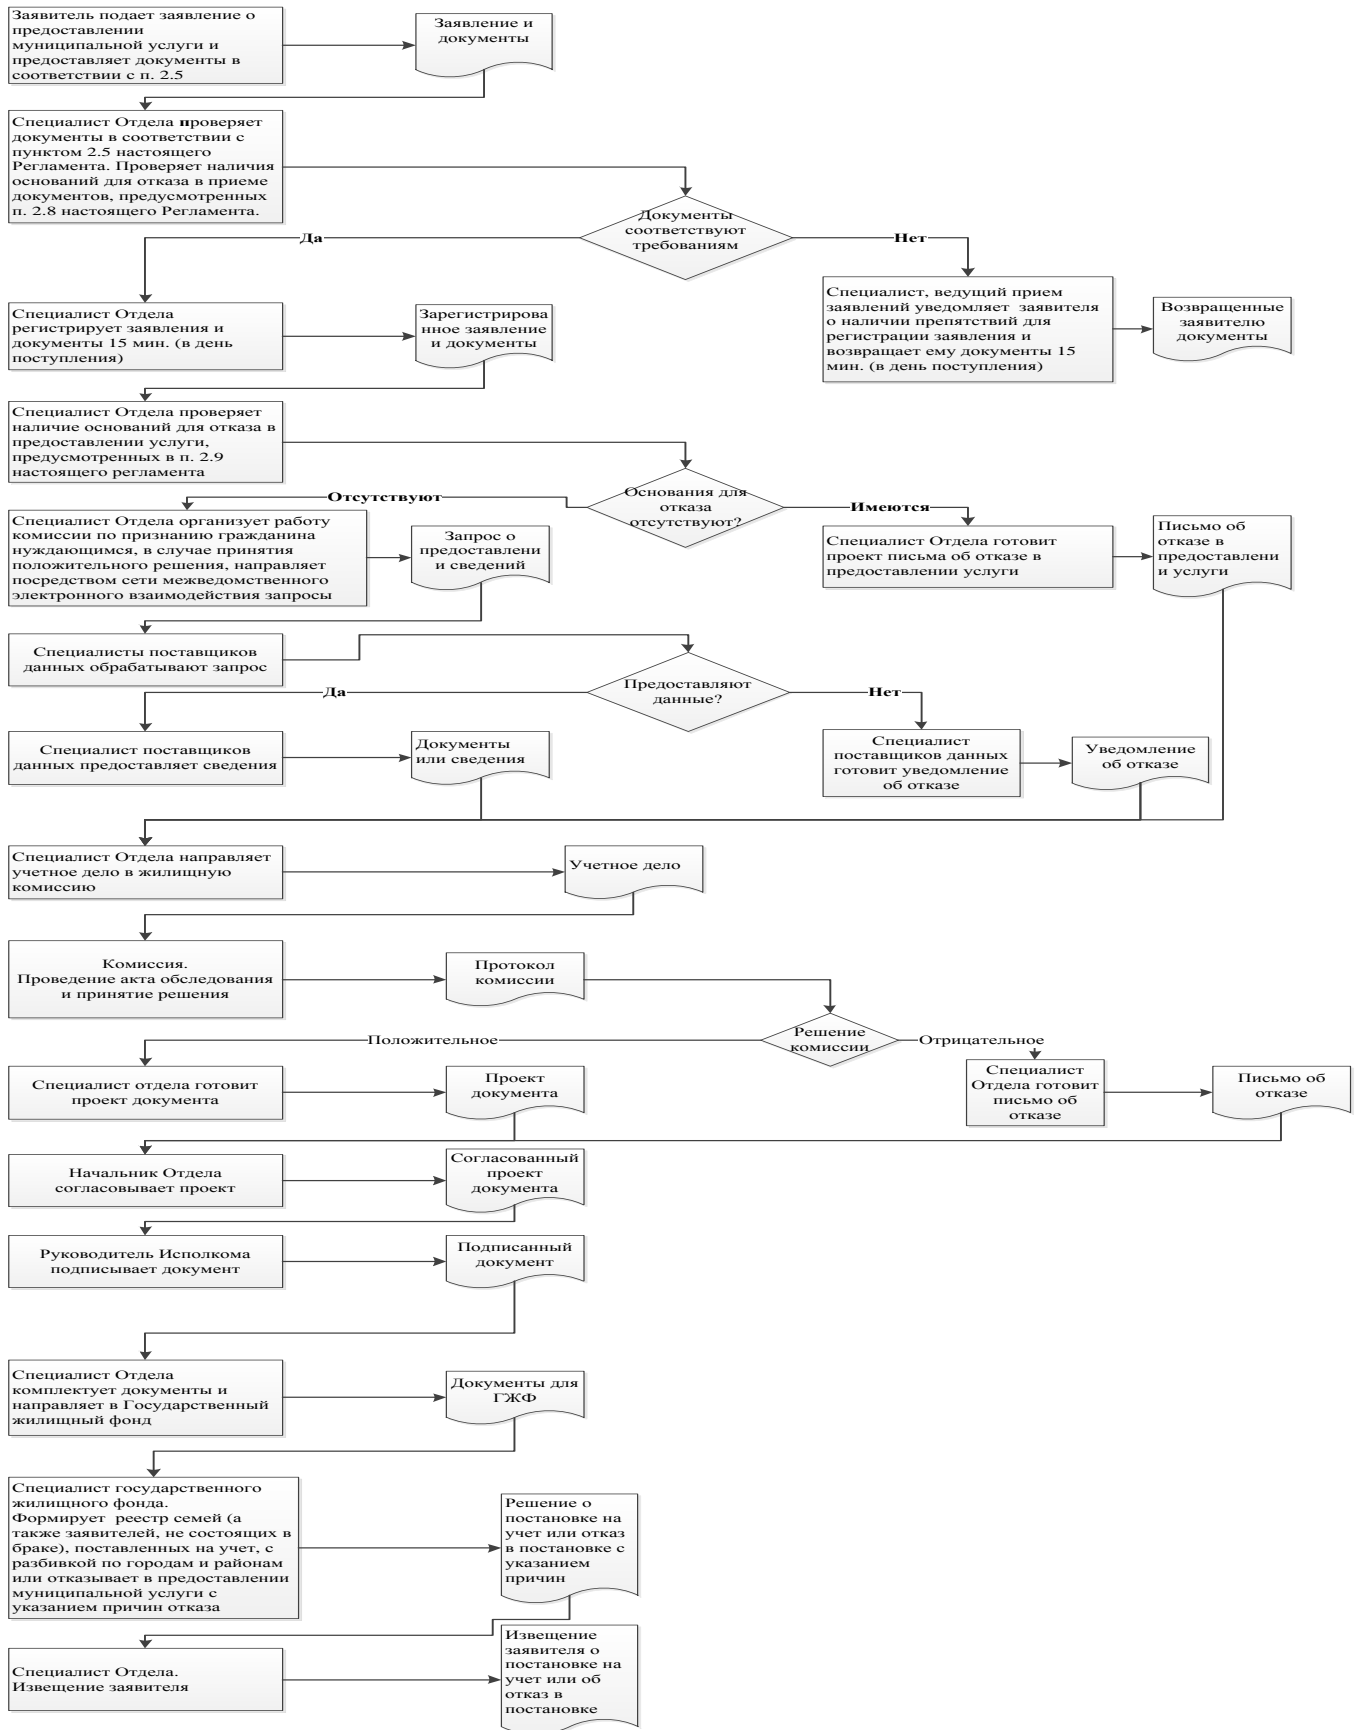 Заявитель подает заявление о
предоставлении
муниципальной услуги и
предоставляет документы в
соответствии с п. 2.5
Заявление и
документы
Специалист Отдела проверяет
документы в соответствии с
пунктом 2.5 настоящего
Регламента. Проверяет наличия
оснований для отказа в приеме
документов, предусмотренных
п. 2.8 настоящего Регламента.
Документы
соответствуют
требованиям
Да
Нет
Специалист Отдела
регистрирует заявления и
документы 15 мин. (в день
поступления)
Зарегистрирова
нное заявление
и документы
Специалист, ведущий прием
заявлений уведомляет заявителя
о наличии препятствий для
регистрации заявления и
возвращает ему документы 15
мин. (в день поступления)
Возвращенные
заявителю
документы
Специалист Отдела проверяет
наличие оснований для отказа в
предоставлении услуги,
предусмотренных в п. 2.9
настоящего регламента
Основания для
отказа
отсутствуют?
Отсутствуют
Имеются
Специалист Отдела организует работу
комиссии по признанию гражданина
нуждающимся, в случае принятия
положительного решения, направляет
посредством сети межведомственного
электронного взаимодействия запросы
Запрос о
предоставлени
и сведений
Специалист Отдела готовит
проект письма об отказе в
предоставлении услуги
Письмо об
отказе в
предоставлени
и услуги
Специалисты поставщиков
данных обрабатывают запрос
Предоставляют
данные?
Да
Нет
Специалист поставщиков
данных предоставляет сведения
Документы
или сведения
Специалист
поставщиков данных
готовит уведомление
об отказе
Уведомление
об отказе
Специалист Отдела направляет
учетное дело в жилищную
комиссию
Учетное дело
Комиссия.
Проведение акта обследования
и принятие решения
Протокол
комиссии
Решение
комиссии
Положительное
Отрицательное
Специалист отдела готовит
проект документа
Проект
документа
Специалист
Отдела готовит
письмо об
отказе
Письмо об
отказе
Начальник Отдела
согласовывает проект
Согласованный
проект
документа
Руководитель Исполкома
подписывает документ
Подписанный
документ
Специалист Отдела
комплектует документы и
направляет в Государственный
жилищный фонд
Документы для
ГЖФ
Специалист государственного
жилищного фонда.
Формирует реестр семей (а
также заявителей, не состоящих в
браке), поставленных на учет, с
разбивкой по городам и районам
или отказывает в предоставлении
муниципальной услуги с
указанием причин отказа
Решение о
постановке на
учет или отказ
в постановке с
указанием
причин
Специалист Отдела.
Извещение заявителя
Извещение
заявителя о
постановке на
учет или об
отказ в
постановке